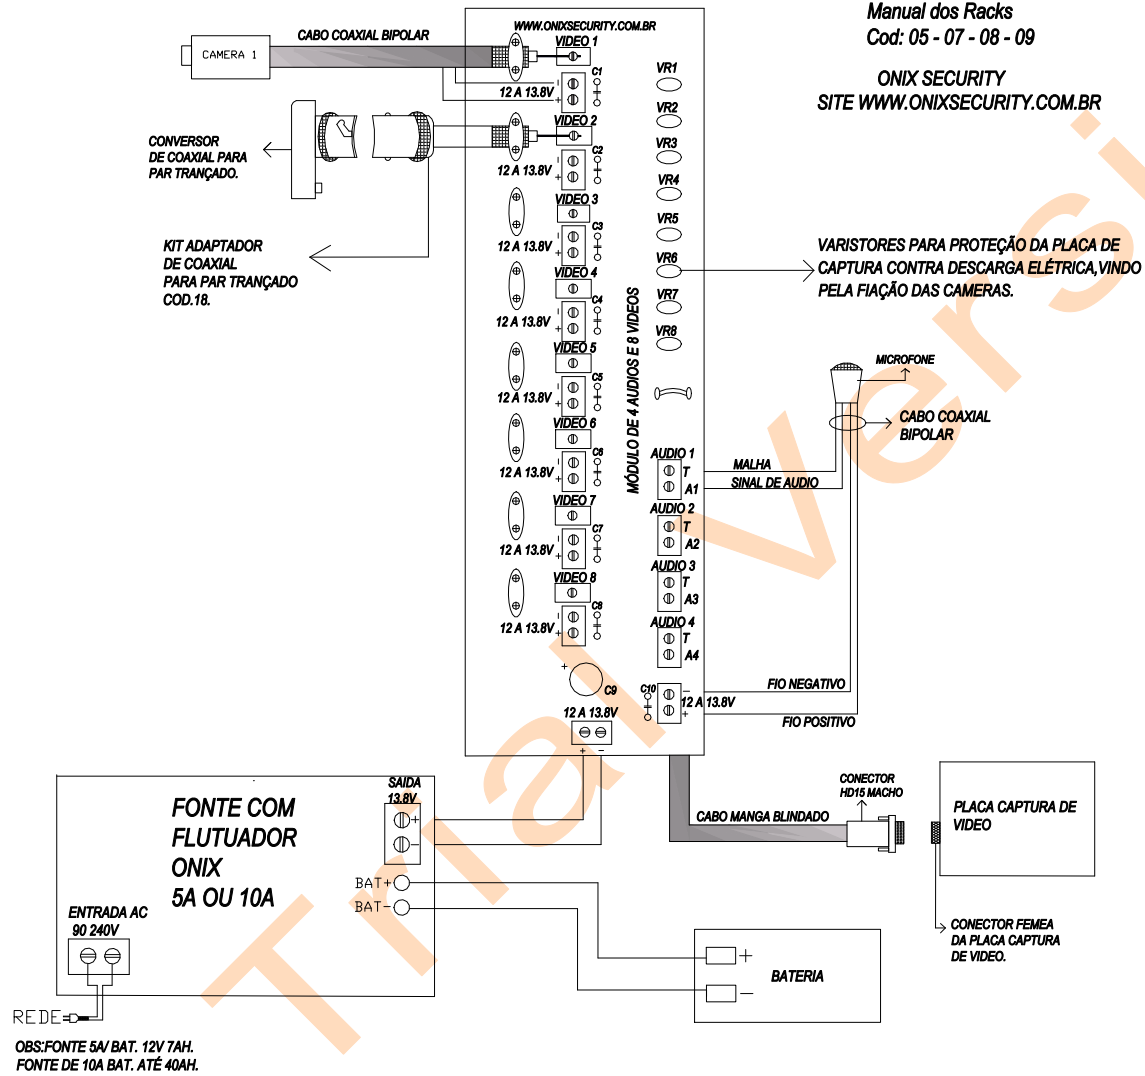 Manual dos Racks
Cod: 05 - 07 - 08 - 09
ONIX SECURITY
SITE WWW.ONIXSECURITY.COM.BR
WWW.ONIXSECURITY.COM.BR
CABO COAXIAL BIPOLAR
CAMERA 1
VIDEO 1
C1
12 A 13.8V
- +
VIDEO 2
C2
12 A 13.8V
- +
VIDEO 3
C3
12 A 13.8V
- +
VIDEO 4
C4
12 A 13.8V
- +
VIDEO 5
C5
12 A 13.8V
- +
VIDEO 6
C6
12 A 13.8V
- +
VIDEO 7
C7
12 A 13.8V
- +
VIDEO 8
C8
12 A 13.8V
- +
CONVERSOR
DE COAXIAL PARA
PAR TRANÇADO.
KIT ADAPTADOR
DE COAXIAL
PARA PAR TRANÇADO
COD.18.
VR1
VR2
VR3
VR4
VR5
VR6
VR7
VR8
VARISTORES PARA PROTEÇÃO DA PLACA DE
CAPTURA CONTRA DESCARGA ELÉTRICA,VINDO
PELA FIAÇÃO DAS CAMERAS.
MÓDULO DE 4 AUDIOS E 8 VIDEOS
MICROFONE
CABO COAXIAL
BIPOLAR
AUDIO 1
T
A1
MALHA
SINAL DE AUDIO
AUDIO 2
T
A2
AUDIO 3
T
A3
AUDIO 4
T
A4
C10
-
12 A 13.8V
+
FIO NEGATIVO
FIO POSITIVO
+
C9
12 A 13.8V
+ -
CONECTOR
HD15 MACHO
CABO MANGA BLINDADO
PLACA CAPTURA DE
VIDEO
CONECTOR FEMEA
DA PLACA CAPTURA
DE VIDEO.
FONTE COM
FLUTUADOR
ONIX
5A OU 10A
SAIDA
13.8V
+
-
BAT+
BAT-
ENTRADA AC
90 240V
REDE
+
BATERIA
-
OBS:FONTE 5A/ BAT. 12V 7AH.
FONTE DE 10A BAT. ATÉ 40AH.
Trial Versi